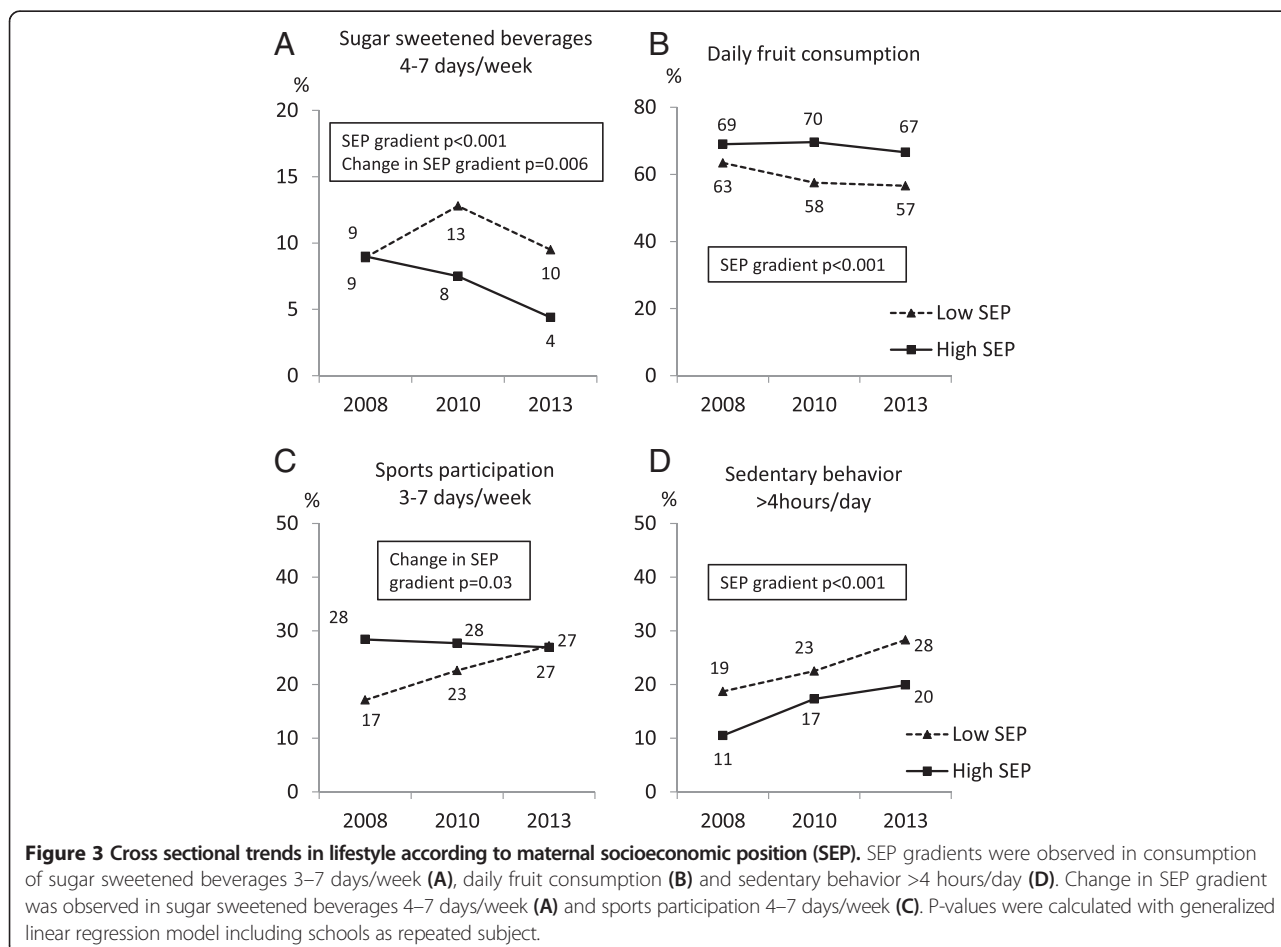 A
Sugar sweetened beverages
4-7 days/week
%
20
15
10
5
0
SEP gradient p<0.001
Change in SEP gradient p=0.006
9
13
10
9
8
4
2008 2010 2013
B
Daily fruit consumption
%
80
60
40
20
0
69 70 67
63 58 57
SEP gradient p<0.001
Low SEP
High SEP
2008 2010 2013
C
Sports participation
3-7 days/week
%
50
40
30
20
10
0
Change in SEP
gradient p=0.03
28 28 27
17 23 27
2008 2010 2013
D
Sedentary behavior
>4hours/day
%
50
40
30
20
10
0
SEP gradient p<0.001
19 23 28
11 17 20
Low SEP
High SEP
2008 2010 2013
Figure 3 Cross sectional trends in lifestyle according to maternal socioeconomic position (SEP). SEP gradients were observed in consumption
of sugar sweetened beverages 3–7 days/week (A), daily fruit consumption (B) and sedentary behavior >4 hours/day (D). Change in SEP gradient
was observed in sugar sweetened beverages 4–7 days/week (A) and sports participation 4–7 days/week (C). P-values were calculated with generalized
linear regression model including schools as repeated subject.